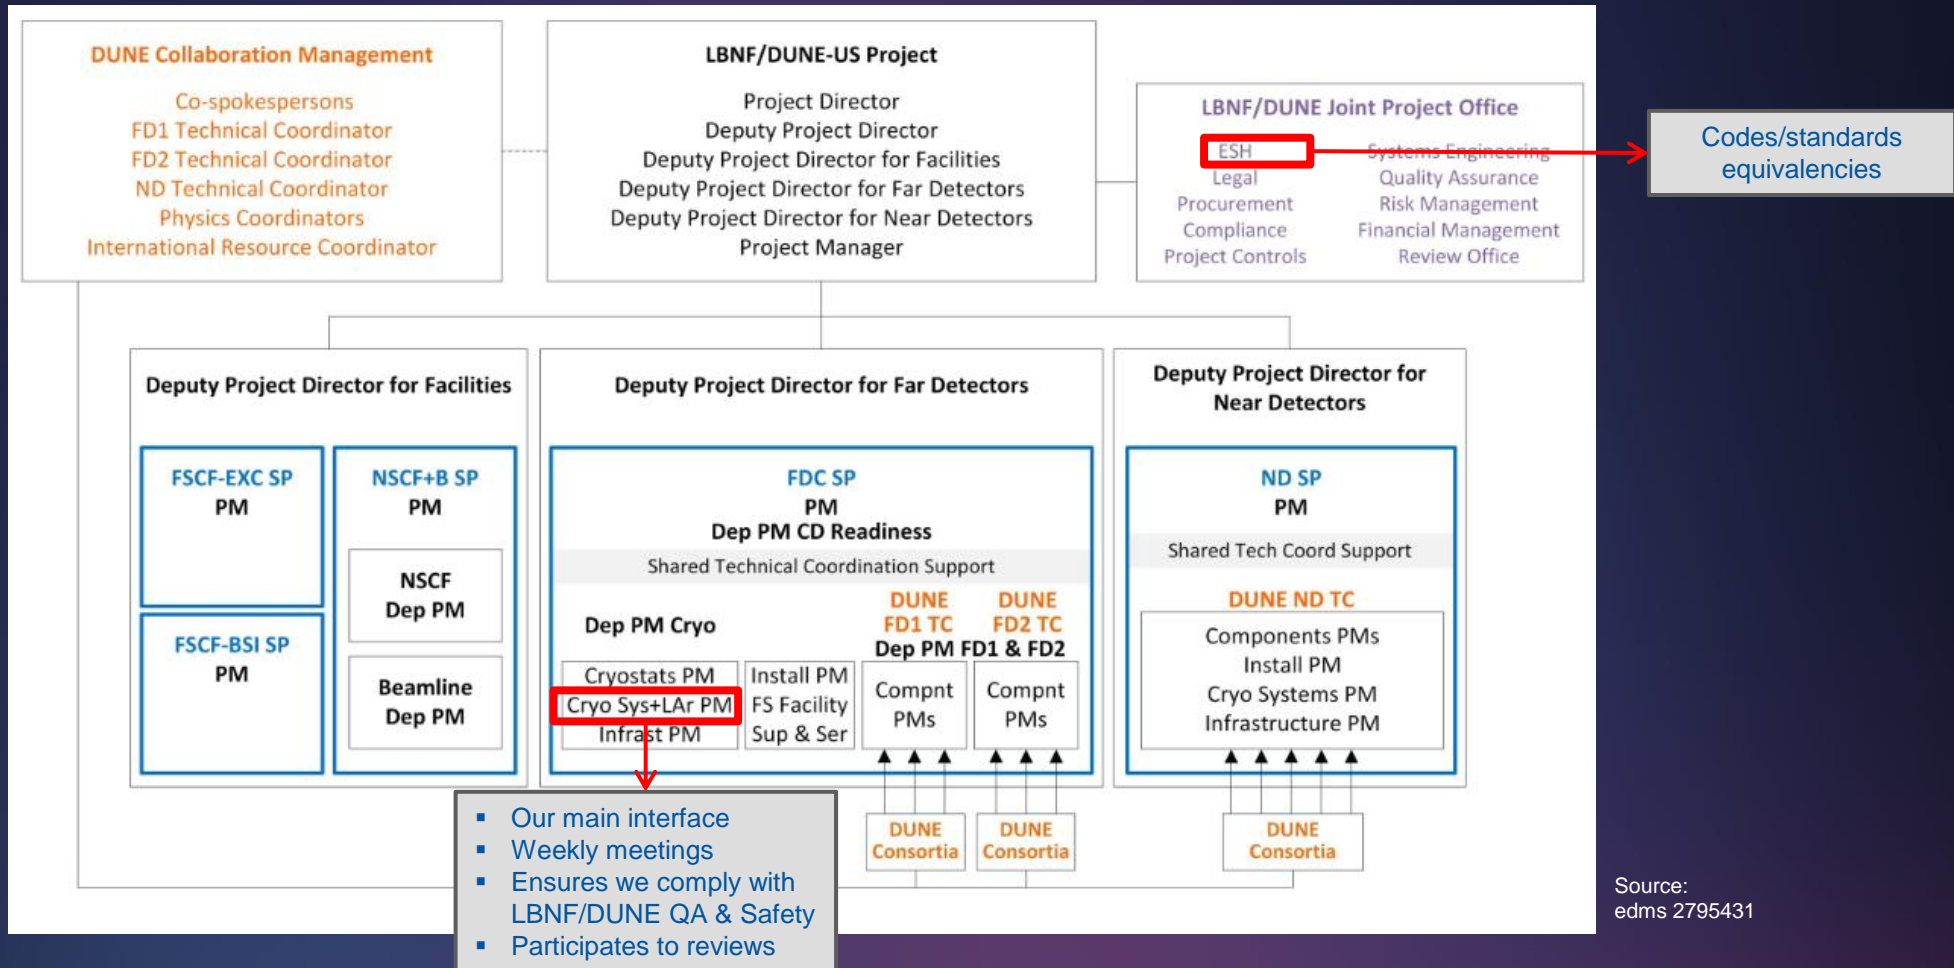 DUNE Collaboration Management
Co-spokespersons
FD1 Technical Coordinator
FD2 Technical Coordinator
ND Technical Coordinator
Physics Coordinators
International Resource Coordinator
LBNF/DUNE-US Project
Project Director
Deputy Project Director
Deputy Project Director for Facilities
Deputy Project Director for Far Detectors
Deputy Project Director for Near Detectors
Project Manager
LBNF/DUNE Joint Project Office
ESH
Legal
Procurement
Compliance
Project Controls
Systems Engineering
Quality Assurance
Risk Management
Financial Management
Review Office
Codes/standards
equivalencies
Deputy Project Director for Facilities
FSCF-EXC SP
PM
FSCF-BSI SP
PM
NSCF+B SP
PM
NSCF
Dep PM
Beamline
Dep PM
Deputy Project Director for Far Detectors
FDC SP
PM
Dep PM CD Readiness
Shared Technical Coordination Support
Dep PM Cryo
Cryostats PM
Cryo Sys+LAr PM
Infrast PM
Install PM
FS Facility
Sup & Ser
DUNE
FD1 TC
DUNE
FD2 TC
Dep PM FD1 & FD2
Compnt
PMs
Compnt
PMs
DUNE
Consortia
DUNE
Consortia
Deputy Project Director for
Near Detectors
ND SP
PM
Shared Tech Coord Support
DUNE ND TC
Components PMs
Install PM
Cryo Systems PM
Infrastructure PM
DUNE
Consortia
▪ Our main interface
▪ Weekly meetings
▪ Ensures we comply with
LBNF/DUNE QA & Safety
▪ Participates to reviews
Source:
edms 2795431